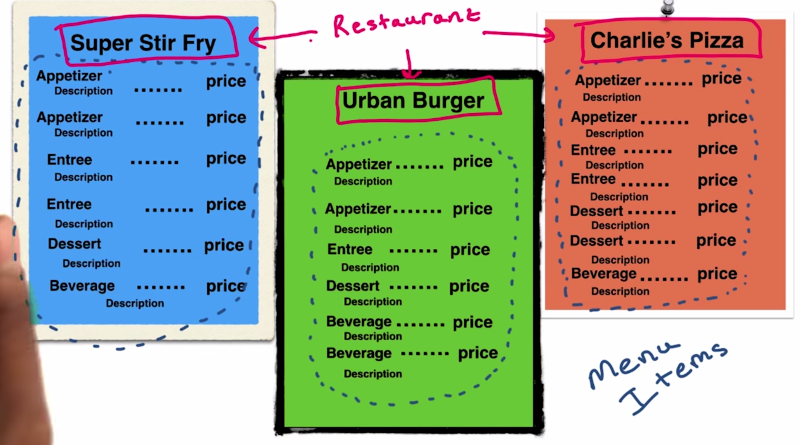 Restaurant
Super Stir Fry
Appetizer ....... price
Description
Appetizer ....... price
Description
Entree ....... price
Description
Entree ....... price
Description
Dessert ....... price
Description
Beverage ....... price
Description
Urban Burger
Appetizer ....... price
Description
Appetizer ....... price
Description
Entree ....... price
Description
Dessert ....... price
Description
Beverage ....... price
Description
Beverage ....... price
Description
Charlie's Pizza
Appetizer ....... price
Description
Appetizer ....... price
Description
Entree ....... price
Description
Entree ....... price
Description
Dessert ....... price
Description
Dessert ....... price
Description
Beverage ....... price
Description
Menu
Items